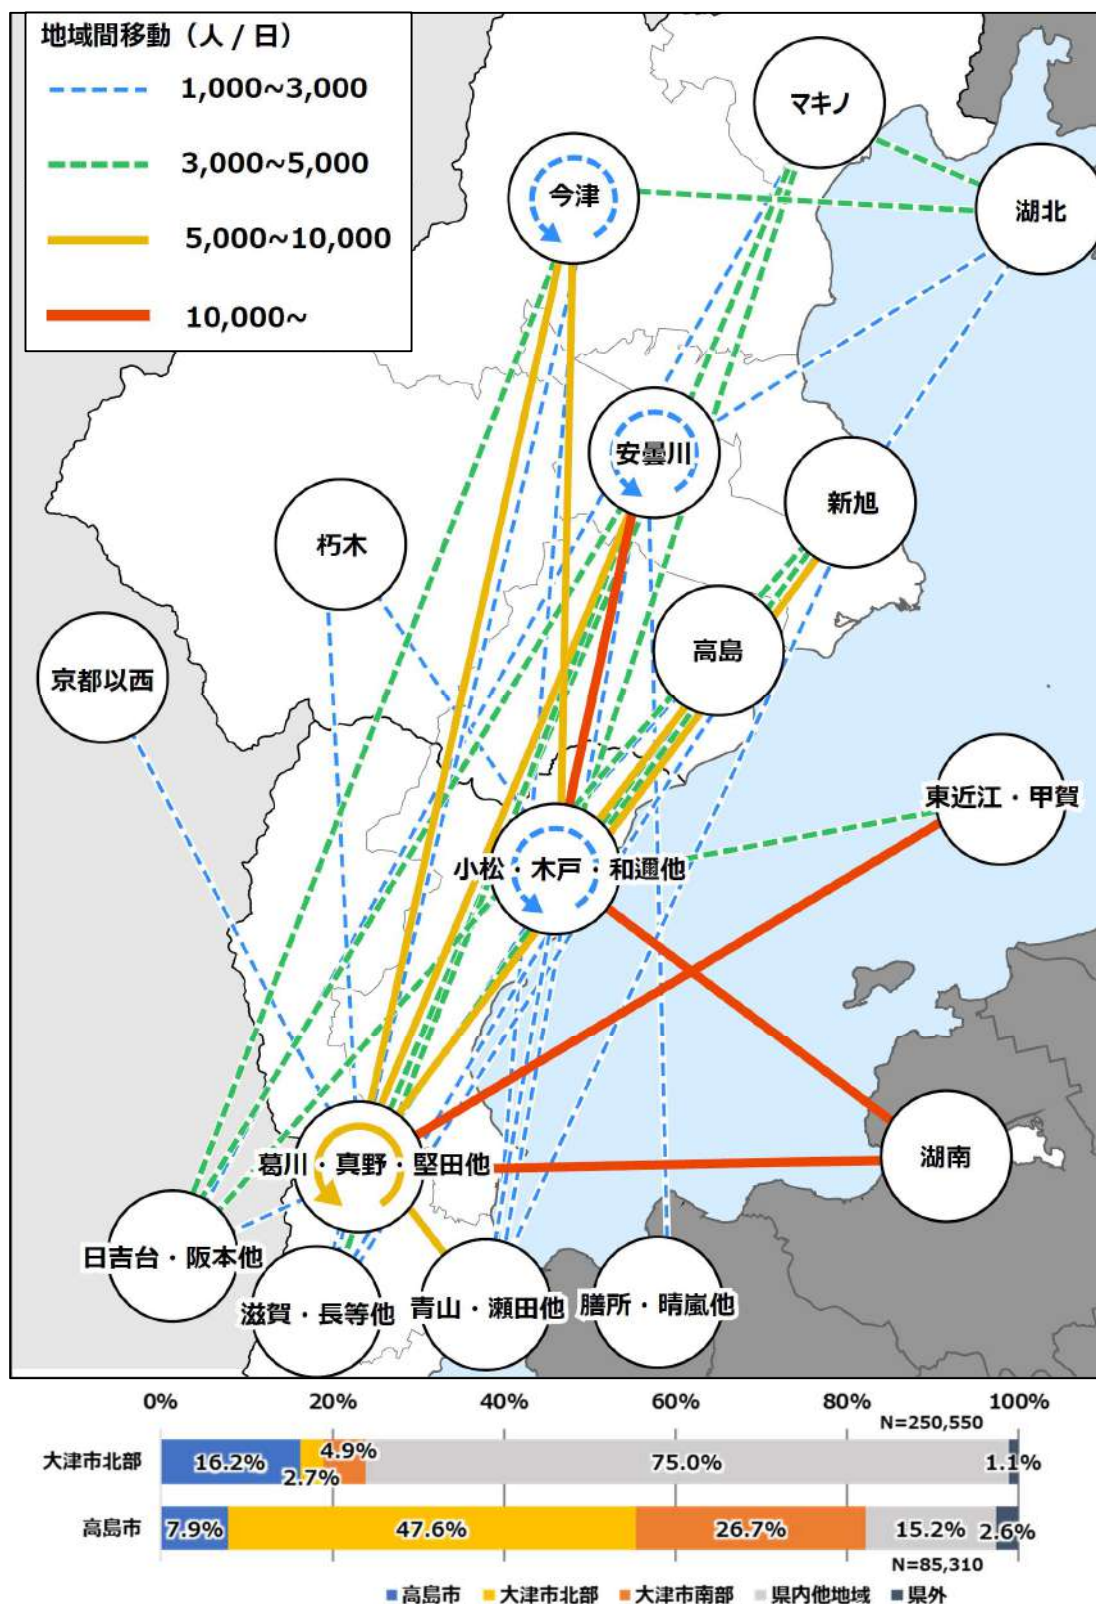 地域間移動（人 / 日）
1,000~3,000
3,000~5,000
5,000~10,000
10,000~
マキノ
今津
湖北
安曇川
新旭
朽木
高島
京都以西
東近江・甲賀
小松・木戸・和邇他
湖南
葛川・真野・堅田他
日吉台・阪本他
滋賀・長等他
青山・瀬田他
膳所・晴嵐他
0% 20% 40% 60% 80% 100%
N=250,550
大津市北部 16.2% 2.7% 4.9% 75.0% 1.1%
高島市 7.9% 47.6% 26.7% 15.2% 2.6%
N=85,310
高島市 大津市北部 大津市南部 県内他地域 県外